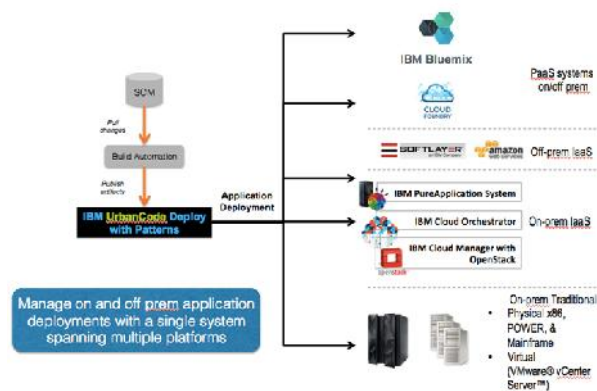 SCM
Pull
changes
Build Automation
Publish
artifacts
IBM UrbanCode Deploy
with Patterns
Application
Deployment
Manage on and off prem application
deployments with a single system
spanning multiple platforms
IBM Bluemix
CLOUD
FOUNDRY
PaaS systems
on/off prem
SOFTLAYER
amazon
web services
Off-prem IaaS
IBM PureApplication System
IBM Cloud Orchestrator
IBM Cloud Manager with
OpenStack
openstack
On-prem IaaS
On-prem Traditional
• Physical x86,
POWER, &
Mainframe
• Virtual
(VMware® vCenter
Server™)